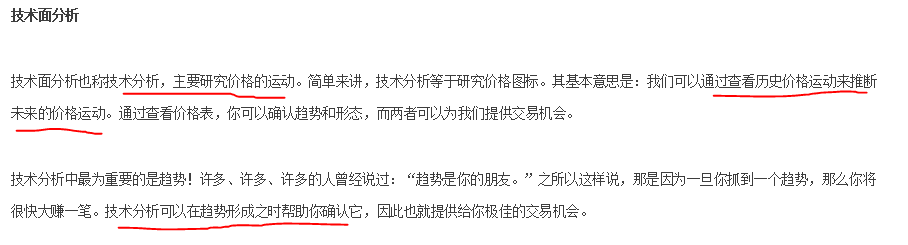 技术面分析
技术面分析也称技术分析，主要研究价格的运动。简单来讲，技术分析等于研究价格图标。其基本意思是：我们可以通过查看历史价格运动来推断
未来的价格运动。通过查看价格表，你可以确认趋势和形态，而两者可以为我们提供交易机会。
技术分析中最为重要的是趋势！许多、许多、许多的人曾经说过：“趋势是你的朋友。”之所以这样说，那是因为一旦你抓到一个趋势，那么你将
很快大赚一笔。技术分析可以在趋势形成之时帮助你确认它，因此也就提供给你极佳的交易机会。